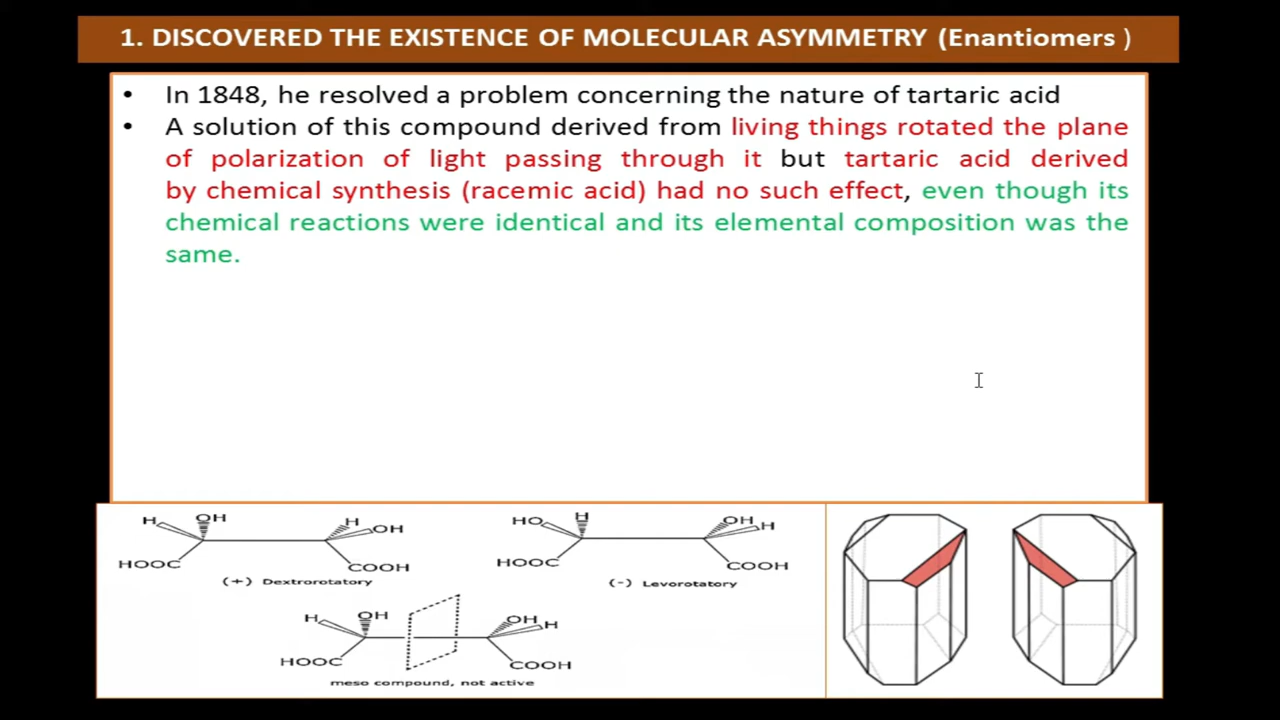 1. DISCOVERED THE EXISTENCE OF MOLECULAR ASYMMETRY (Enantiomers )
• In 1848, he resolved a problem concerning the nature of tartaric acid
• A solution of this compound derived from living things rotated the plane
of polarization of light passing through it but tartaric acid derived
by chemical synthesis (racemic acid) had no such effect, even though its
chemical reactions were identical and its elemental composition was the
same.
H OH H OH
HOOC COOH
(+) Dextrorotatory
HO H OH H
HOOC COOH
(-) Levorotatory
H OH OH H
HOOC COOH
meso compound, not active